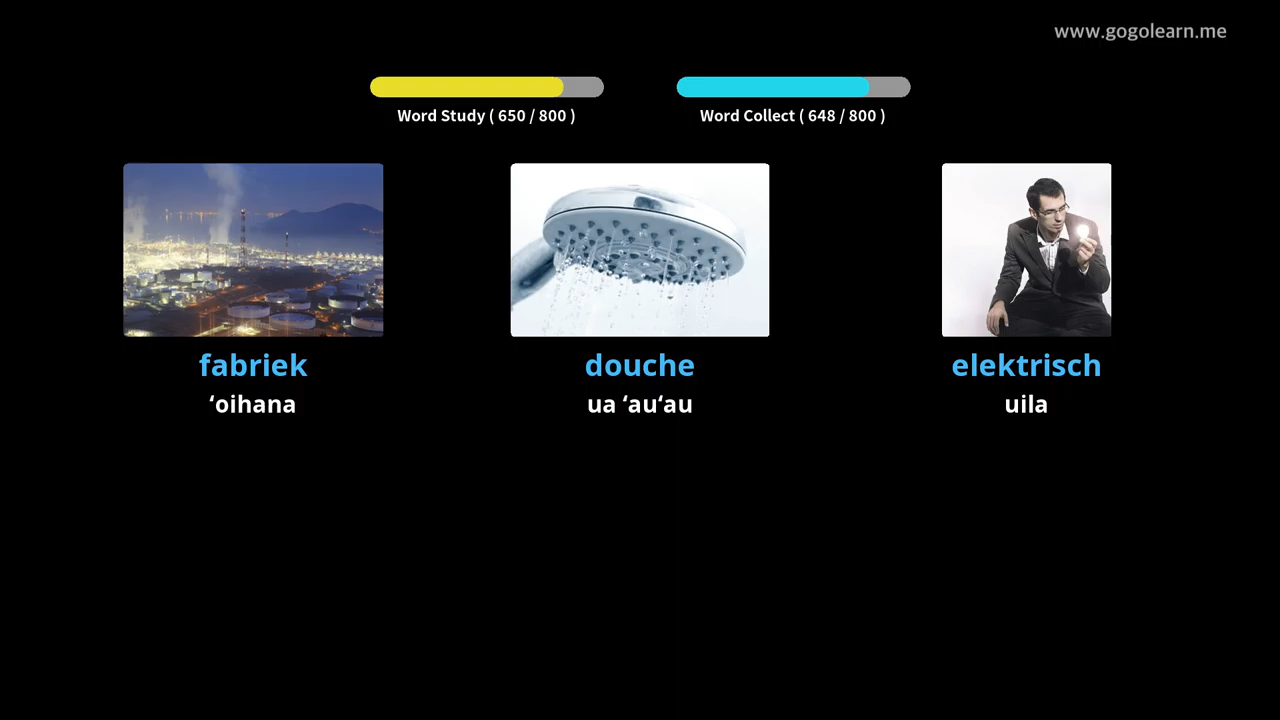 www.gogolearn.me
Word Study ( 650 / 800 )
Word Collect ( 648 / 800 )
fabriek
ʻoihana
douche
ua ʻauʻau
elektrisch
uila